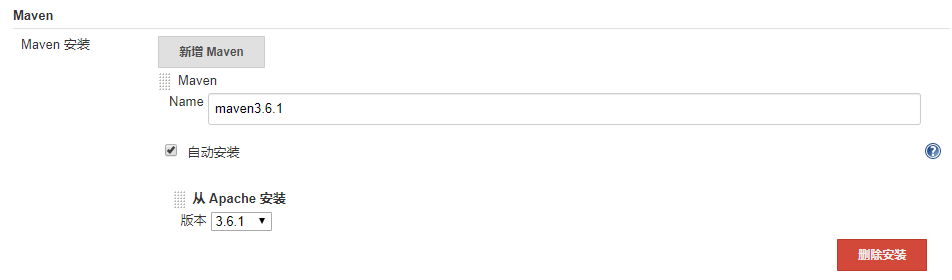 Maven
Maven 安装
新增 Maven
Maven
Name maven3.6.1
自动安装
从 Apache 安装
版本 3.6.1
删除安装